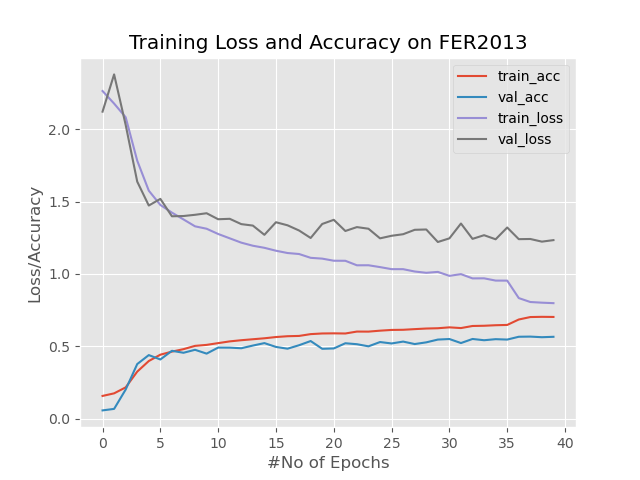 Training Loss and Accuracy on FER2013
train_acc
val_acc
train_loss
val_loss
2.0
1.5
1.0
0.5
0.0
Loss/Accuracy
0 5 10 15 20 25 30 35 40
#No of Epochs